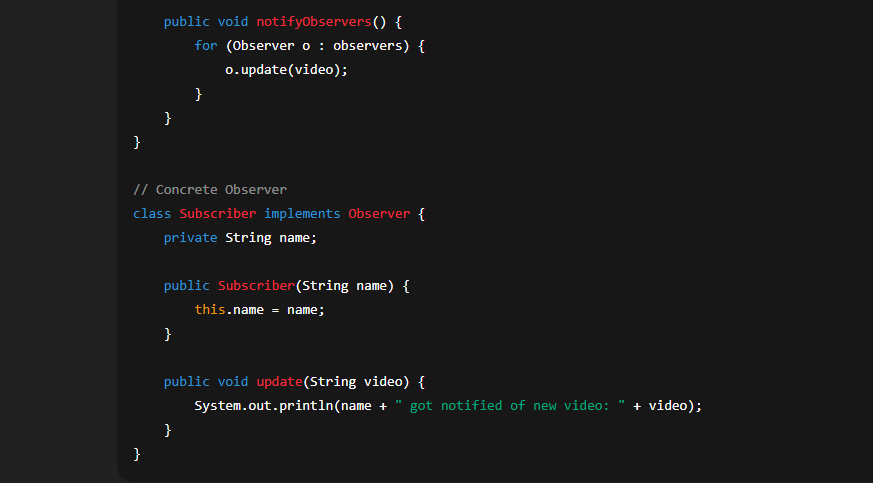 public void notifyObservers() {
        for (Observer o : observers) {
            o.update(video);
        }
    }
}

// Concrete Observer
class Subscriber implements Observer {
    private String name;

    public Subscriber(String name) {
        this.name = name;
    }

    public void update(String video) {
        System.out.println(name + " got notified of new video: " + video);
    }
}